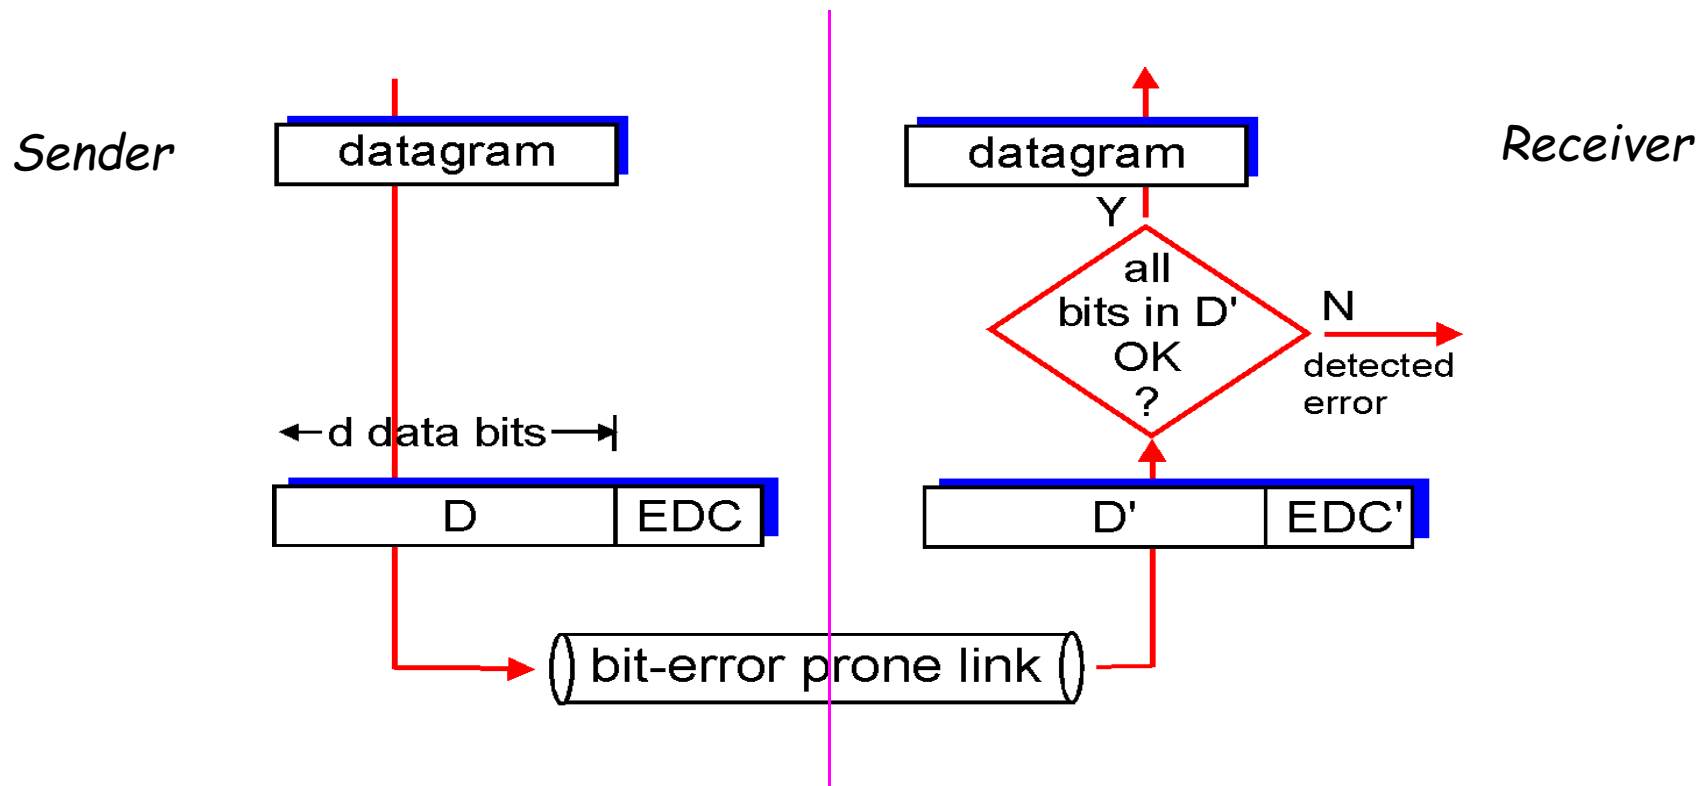 Sender
datagram
d data bits
D
EDC
bit-error prone link
Receiver
datagram
Y
all
bits in D'
OK
?
N
detected
error
D'
EDC'